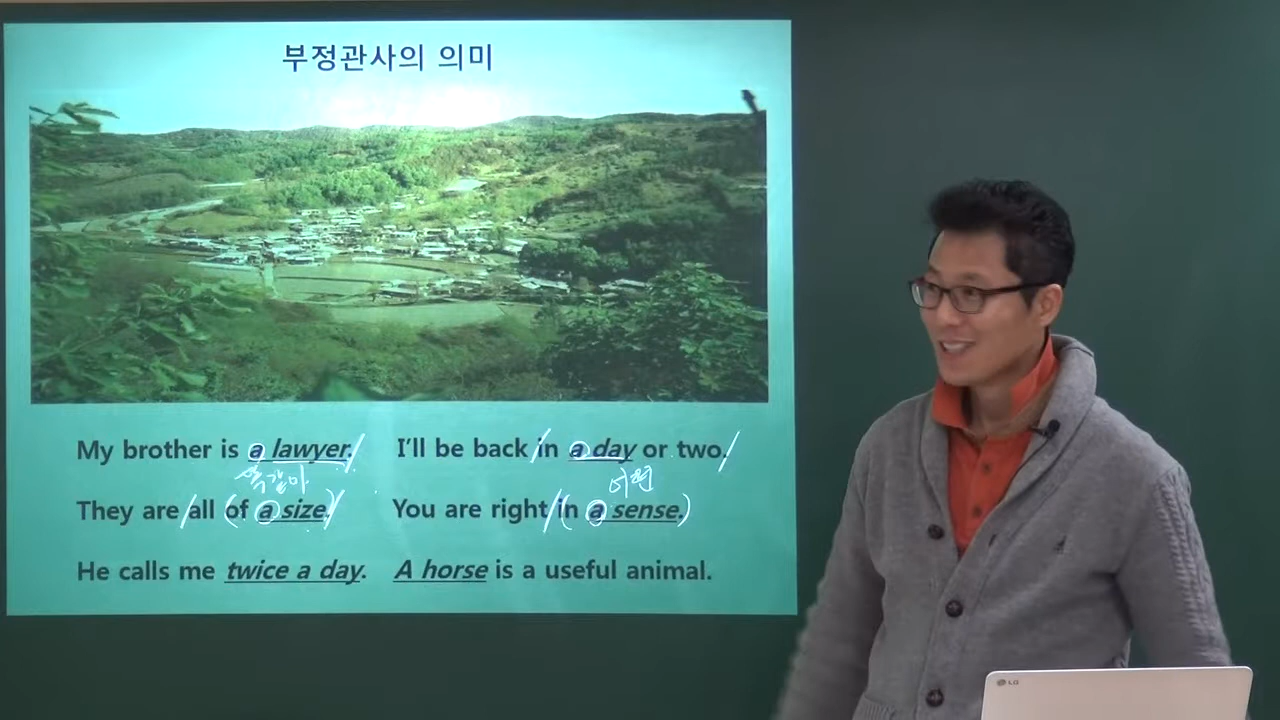 부정관사의 의미
My brother is a lawyer. I'll be back in a day or two.
똑같이 어떤
They are all of a size. You are right in a sense.
He calls me twice a day. A horse is a useful animal.
LG